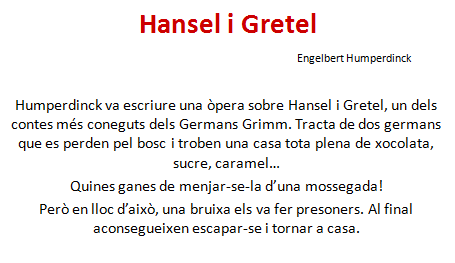 Hansel i Gretel
Engelbert Humperdinck
Humperdinck va escriure una òpera sobre Hansel i Gretel, un dels
contes més coneguts dels Germans Grimm. Tracta de dos germans
que es perden pel bosc i troben una casa tota plena de xocolata,
sucre, caramel...
Quines ganes de menjar-se-la d'una mossegada!
Però en lloc d'això, una bruixa els va fer presoners. Al final
aconsegueixen escapar-se i tornar a casa.